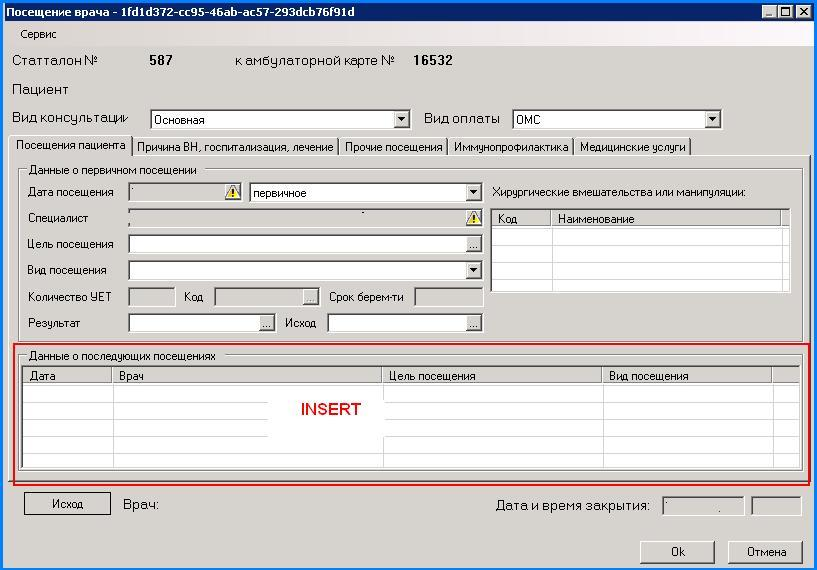 Посещение врача - 1fd1d372-cc95-46ab-ac57-293dcb76f91d
Сервис
Статталон № 587 к амбулаторной карте № 16532
Пациент
Вид консультации Основная Вид оплаты ОМС
Посещения пациента Причина ВН, госпитализация, лечение Прочие посещения Иммунопрофилактика Медицинские услуги
Данные о первичном посещении
Дата посещения первичное Хирургические вмешательства или манипуляции:
Специалист Код Наименование
Цель посещения ...
Вид посещения
Количество УЕТ Код ... Срок берем-ти
Результат ... Исход ...
Данные о последующих посещениях
Дата Врач Цель посещения Вид посещения
INSERT
Исход Врач: Дата и время закрытия:
Ok Отмена